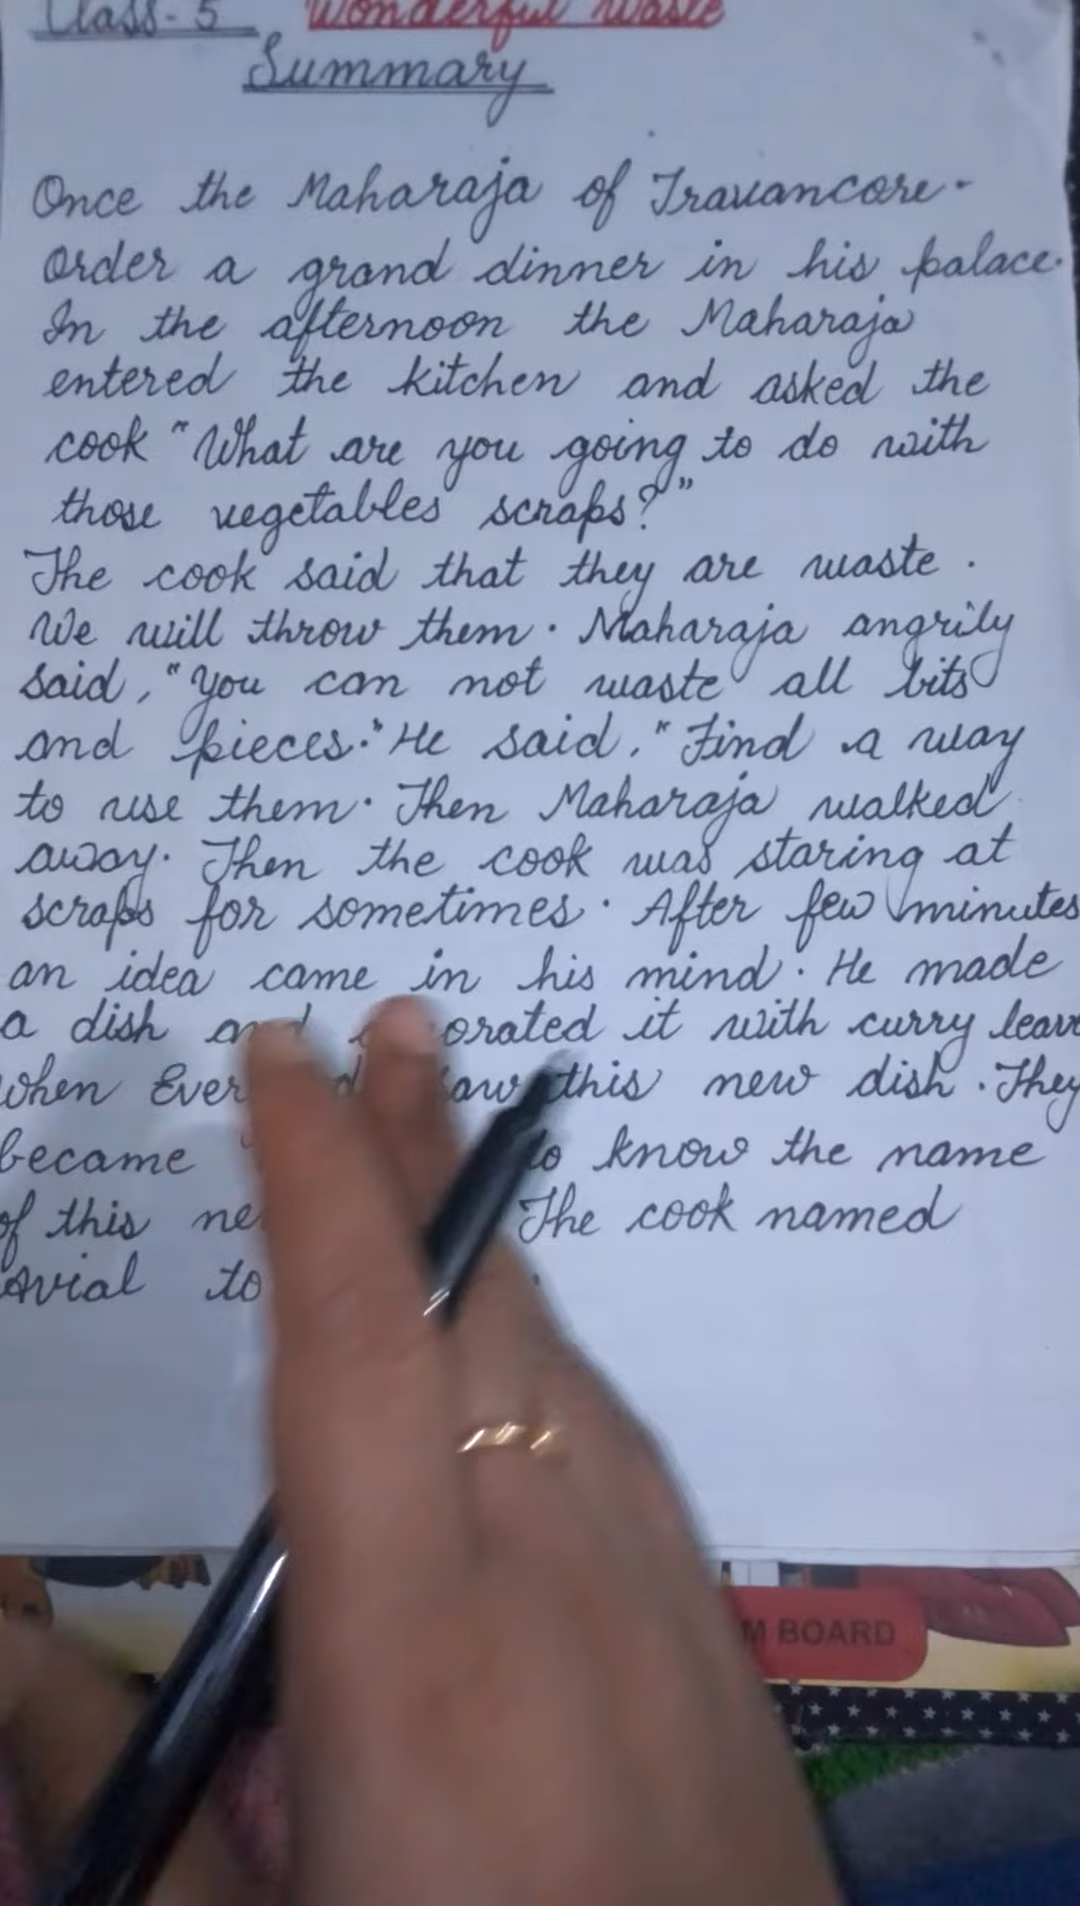 Class- 5 Wonderful Waste
Summary
Once the Maharaja of Travancore.
order a grand dinner in his palace.
In the afternoon the Maharaja
entered the kitchen and asked the
cook "What are you going to do with
those vegetables scraps?"
The cook said that they are waste.
We will throw them. Maharaja angrily
said, "You can not waste all bits
and pieces." He said, "Find a way
to use them. Then Maharaja walked
away. Then the cook was staring at
scraps for sometimes. After few minutes
an idea came in his mind. He made
a dish and it with curry
when this new dish. They
became know the name
of this The cook named
Avial to
M BOARD